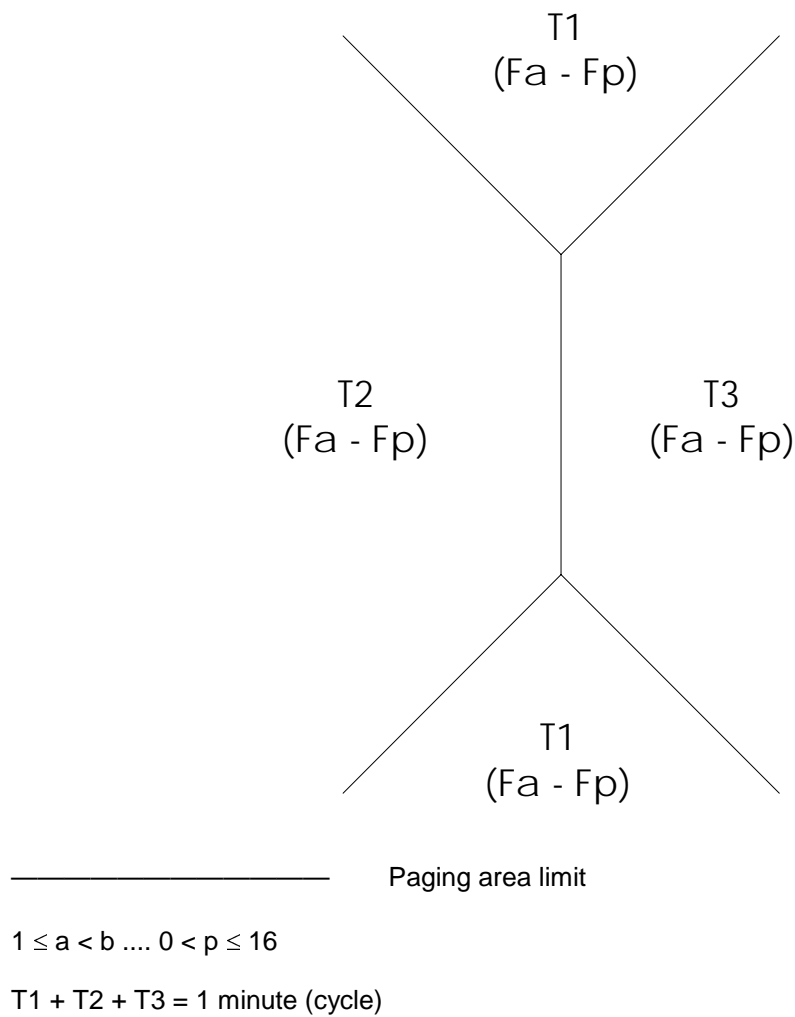 T1
(Fa - Fp)
T2
(Fa - Fp)
T3
(Fa - Fp)
T1
(Fa - Fp)
Paging area limit
1 ≤ a < b .... 0 < p ≤ 16
T1 + T2 + T3 = 1 minute (cycle)